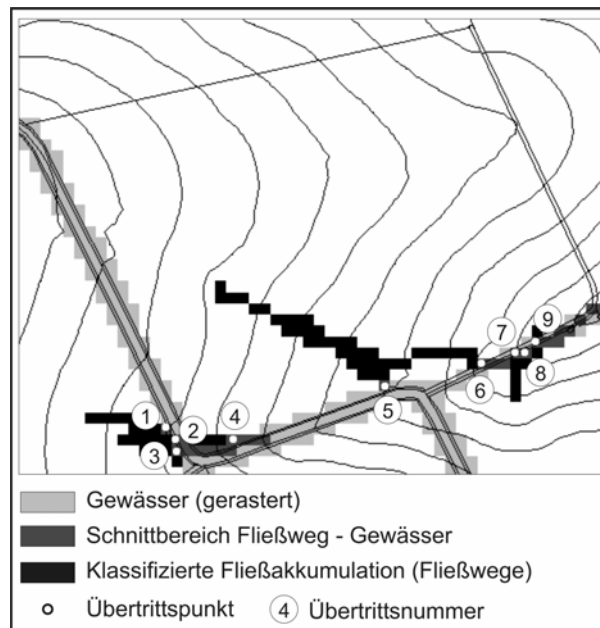 9
7
8
6
5
1
2
4
3
Gewässer (gerastert)
Schnittbereich Fließweg - Gewässer
Klassifizierte Fließakkumulation (Fließwege)
Übertrittspunkt 4 Übertrittsnummer